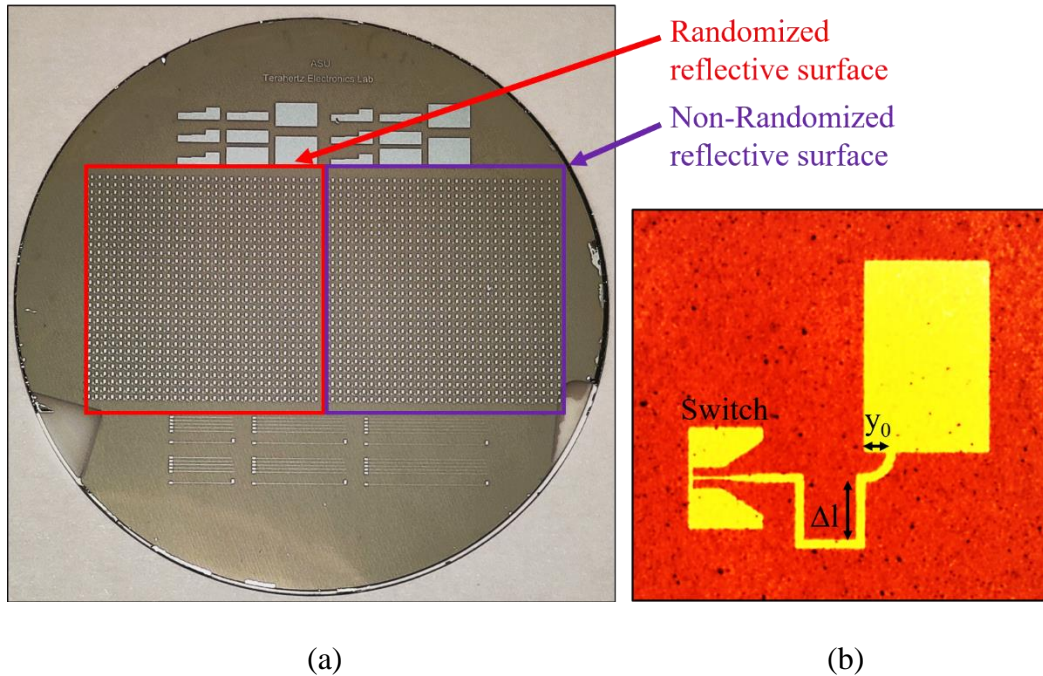 ASU
Terahertz Electronics Lab
Randomized
reflective surface
Non-Randomized
reflective surface
Switch
y₀
Δl
(a)
(b)